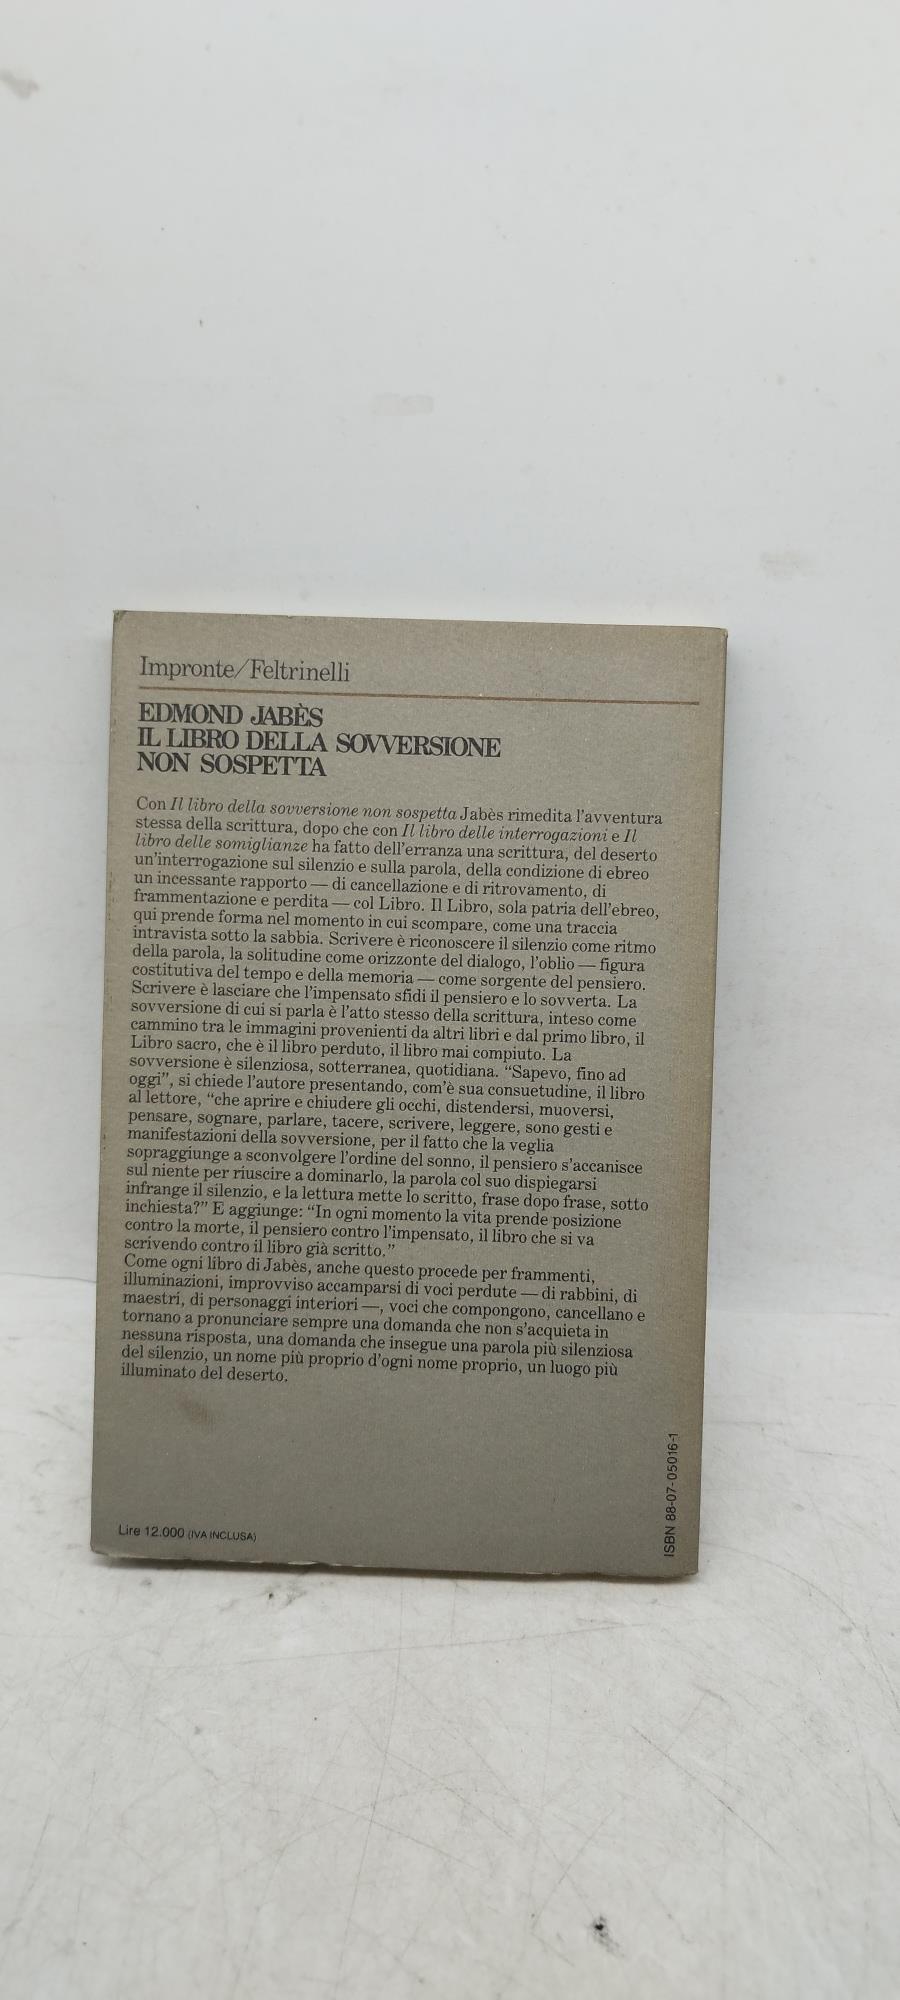 Impronte/Feltrinelli
EDMOND JABÈS
IL LIBRO DELLA SOVVERSIONE
NON SOSPETTA
Con Il libro della sovversione non sospetta Jabès rimedita l'avventura
stessa della scrittura, dopo che con Il libro delle interrogazioni e Il
libro delle somiglianze ha fatto dell'erranza una scrittura, del deserto
un'interrogazione sul silenzio e sulla parola, della condizione di ebreo
un incessante rapporto — di cancellazione e di ritrovamento, di
frammentazione e perdita — col Libro. Il Libro, sola patria dell'ebreo,
qui prende forma nel momento in cui scompare, come una traccia
intravista sotto la sabbia. Scrivere è riconoscere il silenzio come ritmo
della parola, la solitudine come orizzonte del dialogo, l'oblio — figura
costitutiva del tempo e della memoria — come sorgente del pensiero.
Scrivere è lasciare che l'impensato sfidi il pensiero e lo sovverta. La
sovversione di cui si parla è l'atto stesso della scrittura, inteso come
cammino tra le immagini provenienti da altri libri e dal primo libro, il
Libro sacro, che è il libro perduto, il libro mai compiuto. La
sovversione è silenziosa, sotterranea, quotidiana. “Sapevo, fino ad
oggi”, si chiede l'autore presentando, com'è sua consuetudine, il libro
al lettore, “che aprire e chiudere gli occhi, distendersi, muoversi,
pensare, sognare, parlare, tacere, scrivere, leggere, sono gesti e
manifestazioni della sovversione, per il fatto che la veglia
sopraggiunge a sconvolgere l'ordine del sonno, il pensiero s'accanisce
sul niente per riuscire a dominarlo, la parola col suo dispiegarsi
infrange il silenzio, e la lettura mette lo scritto, frase dopo frase, sotto
inchiesta?” E aggiunge: “In ogni momento la vita prende posizione
contro la morte, il pensiero contro l'impensato, il libro che si va
scrivendo contro il libro già scritto.”
Come ogni libro di Jabès, anche questo procede per frammenti,
illuminazioni, improvviso accamparsi di voci perdute — di rabbini, di
maestri, di personaggi interiori —, voci che compongono, cancellano e
tornano a pronunciare sempre una domanda che non s'acquieta in
nessuna risposta, una domanda che insegue una parola più silenziosa
del silenzio, un nome più proprio d'ogni nome proprio, un luogo più
illuminato del deserto.
Lire 12.000 (IVA INCLUSA)
ISBN 88-07-05016-1